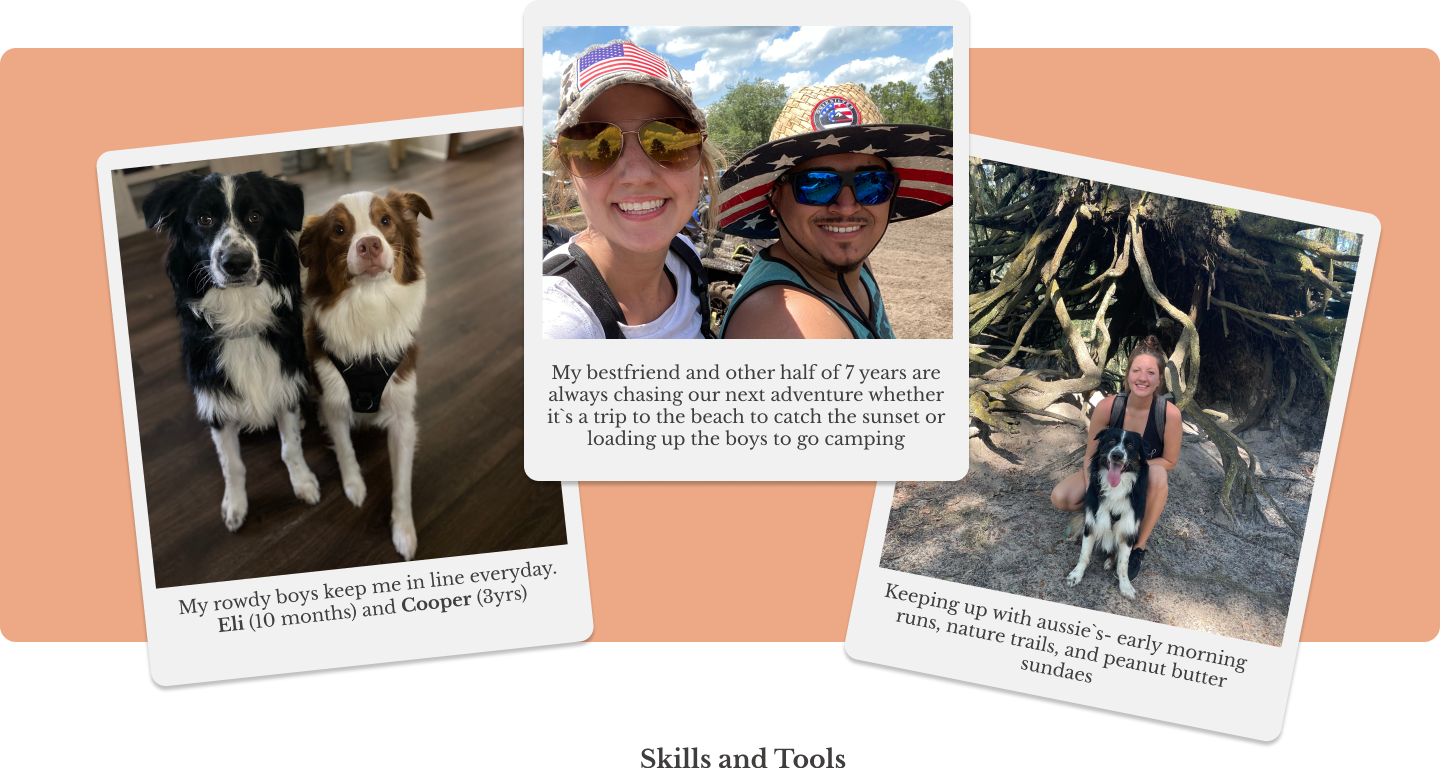 My bestfriend and other half of 7 years are
always chasing our next adventure whether
it`s a trip to the beach to catch the sunset or
loading up the boys to go camping
My rowdy boys keep me in line everyday.
Eli (10 months) and Cooper (3yrs)
Keeping up with aussie`s- early morning
runs, nature trails, and peanut butter
sundaes
Skills and Tools